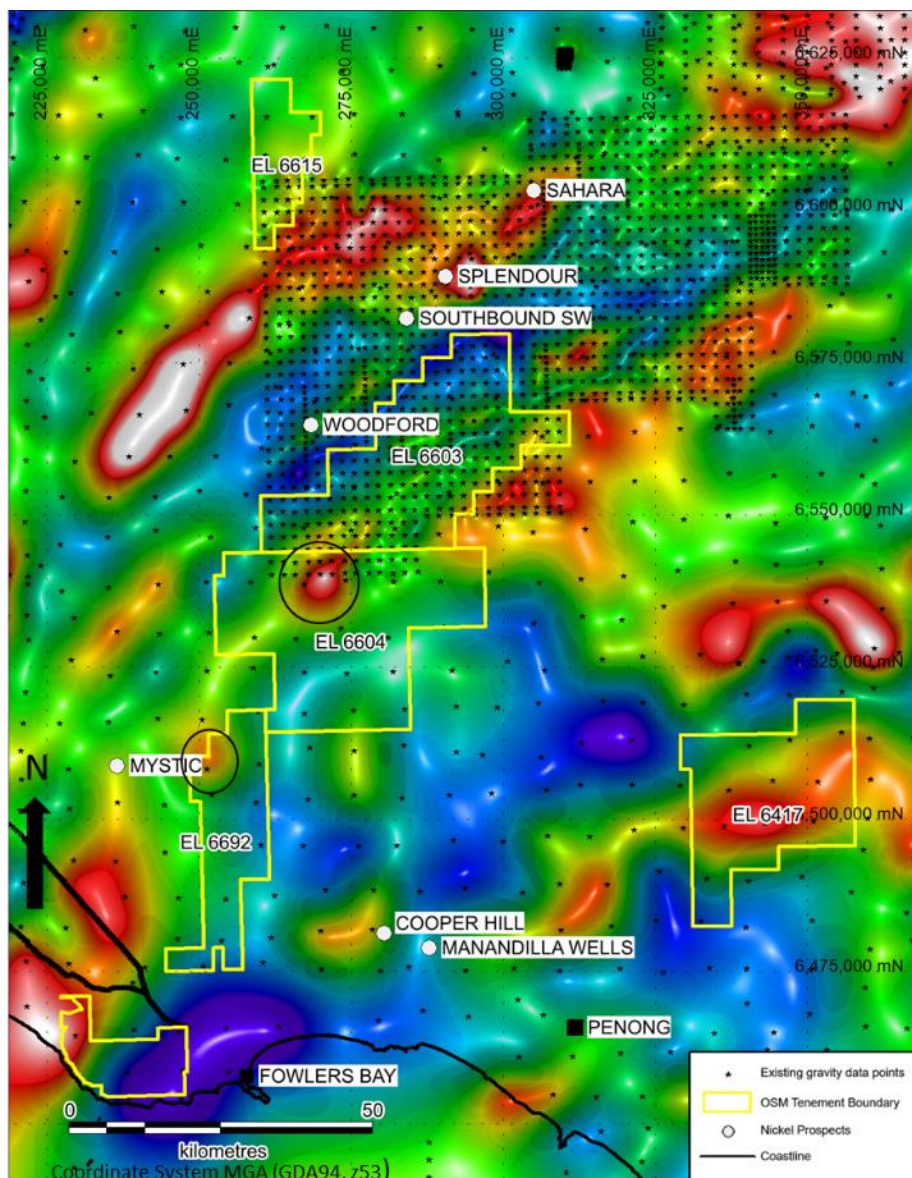 225,000 mE
250,000 mE
275,000 mE
300,000 mE
325,000 mE
350,000 mE
6,625,000 mN
EL 6615
SAHARA
6,600,000 mN
SPLENDOUR
SOUTHBOUND SW
6,575,000 mN
WOODFORD
EL 6603
6,550,000 mN
EL 6604
6,525,000 mN
MYSTIC
N
EL 6417
6,500,000 mN
EL 6692
COOPER HILL
MANANDILLA WELLS
6,475,000 mN
PENONG
FOWLERS BAY
0
50
kilometres
Coordinate System MGA (GDA94, z53)
Existing gravity data points
OSM Tenement Boundary
Nickel Prospects
Coastline